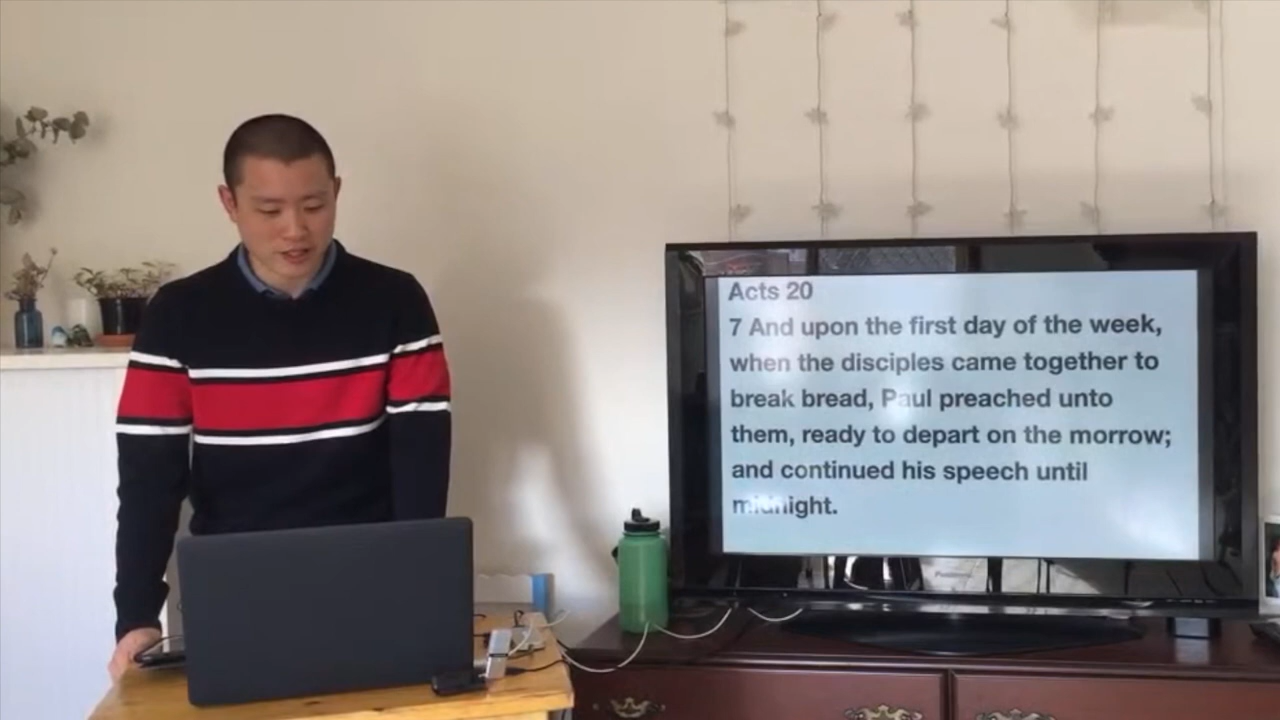 Acts 20
7 And upon the first day of the week,
when the disciples came together to
break bread, Paul preached unto
them, ready to depart on the morrow;
and continued his speech until
midnight.
Panasonic